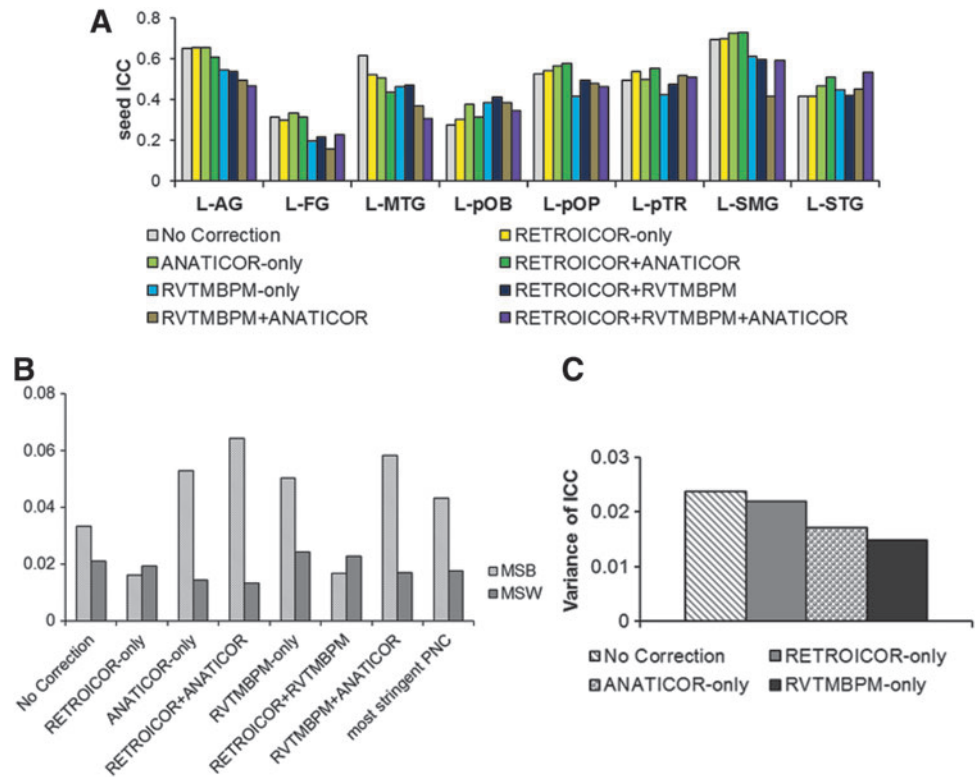 A
seed ICC
0.8
0.6
0.4
0.2
0
L-AG L-FG L-MTG L-pOB L-pOP L-pTR L-SMG L-STG
No Correction RETROICOR-only
ANATICOR-only RETROICOR+ANATICOR
RVTMBPM-only RETROICOR+RVTMBPM
RVTMBPM+ANATICOR RETROICOR+RVTMBPM+ANATICOR
B
0.08
0.06
0.04
0.02
0
MSB
MSW
No Correction
RETROICOR-only
ANATICOR-only
RETROICOR+ANATICOR
RVTMBPM-only
RETROICOR+RVTMBPM
RVTMBPM+ANATICOR
most stringent PNC
C
Variance of ICC
0.03
0.02
0.01
0
No Correction RETROICOR-only
ANATICOR-only RVTMBPM-only